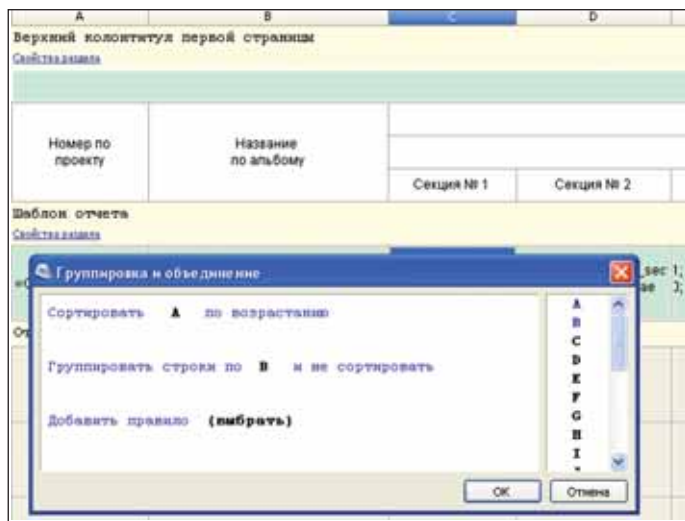 A B C D
Верхний колонтитул первой страницы
Свойства раздела
Номер по проекту
Название по альбому
Секция № 1 Секция № 2
Шаблон отчета
Свойства раздела
Группировка и объединение
Сортировать A по возрастанию
Группировать строки по B и не сортировать
Добавить правило (выбрать)
A
B
C
D
E
F
G
H
I
OK Отмена